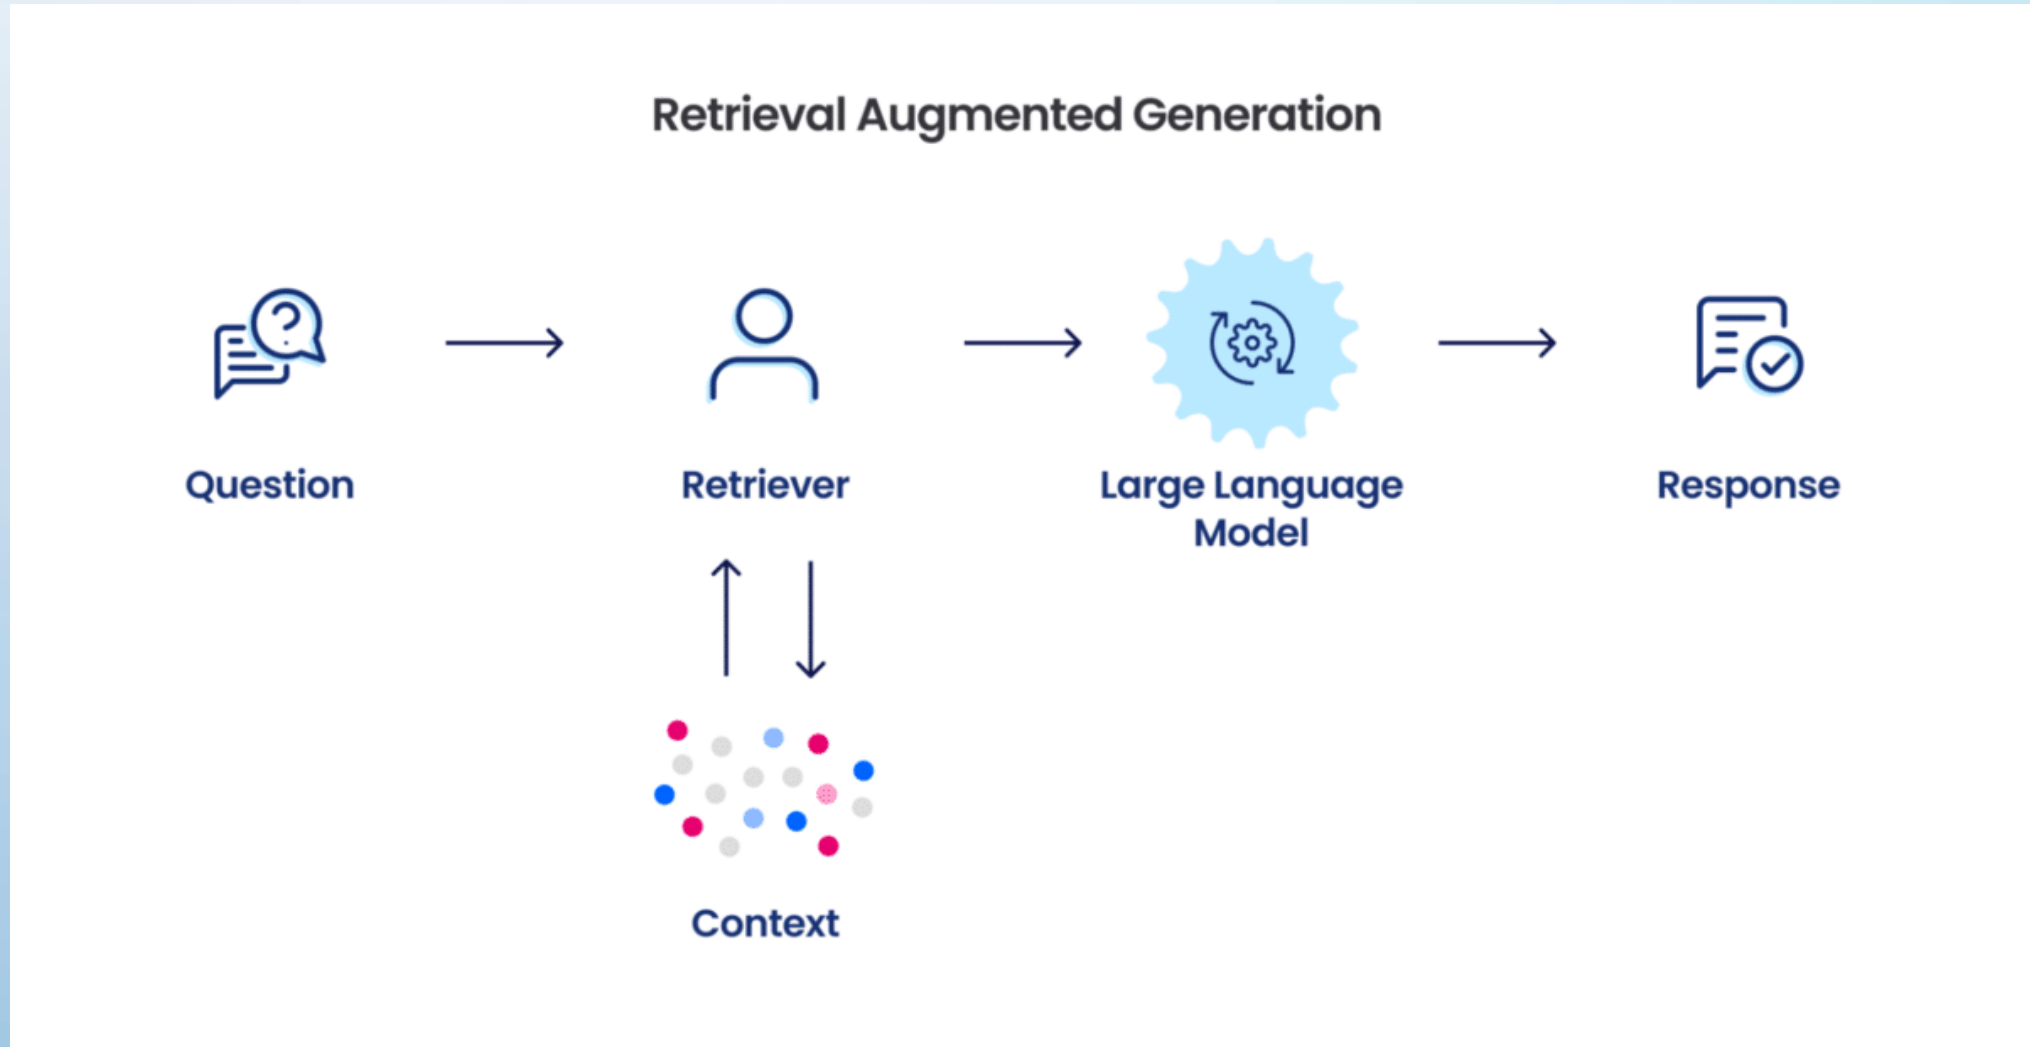 Retrieval Augmented Generation
Question
Retriever
Large Language
Model
Response
Context